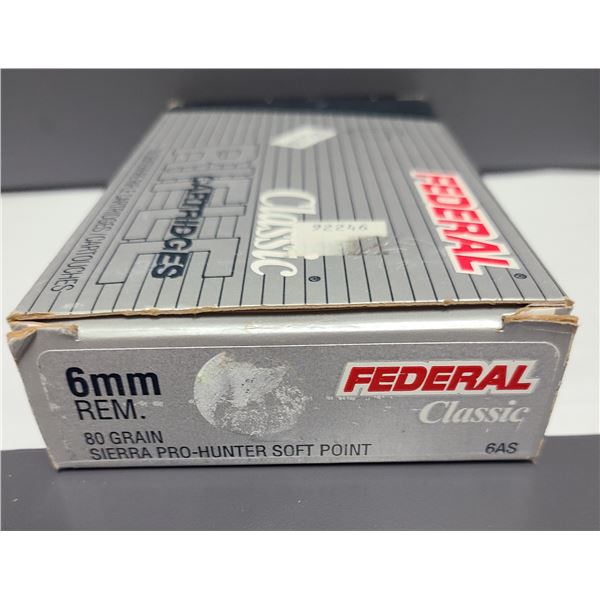 FEDERAL®
Classic®
92246
RIFLE
CARTRIDGES
6mm
REM.
80 GRAIN
SIERRA PRO-HUNTER SOFT POINT
FEDERAL®
Classic
6AS